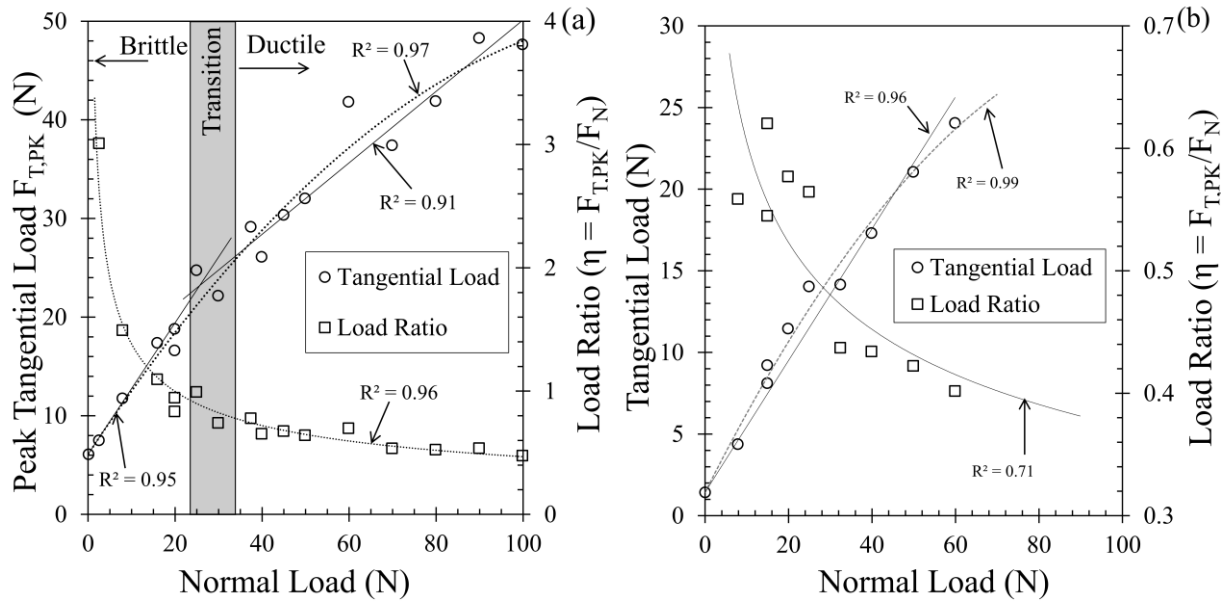 (a)
Peak Tangential Load F_T,PK (N)
50
40
30
20
10
0
Brittle
Transition
Ductile
R² = 0.97
R² = 0.91
Tangential Load
Load Ratio
R² = 0.96
R² = 0.95
0 20 40 60 80 100
Normal Load (N)
4
3
2
1
0
Load Ratio (η = F_T,PK/F_N)
(b)
Tangential Load (N)
30
25
20
15
10
5
0
R² = 0.96
R² = 0.99
Tangential Load
Load Ratio
R² = 0.71
0 20 40 60 80 100
Normal Load (N)
0.7
0.6
0.5
0.4
0.3
Load Ratio (η = F_T,PK/F_N)